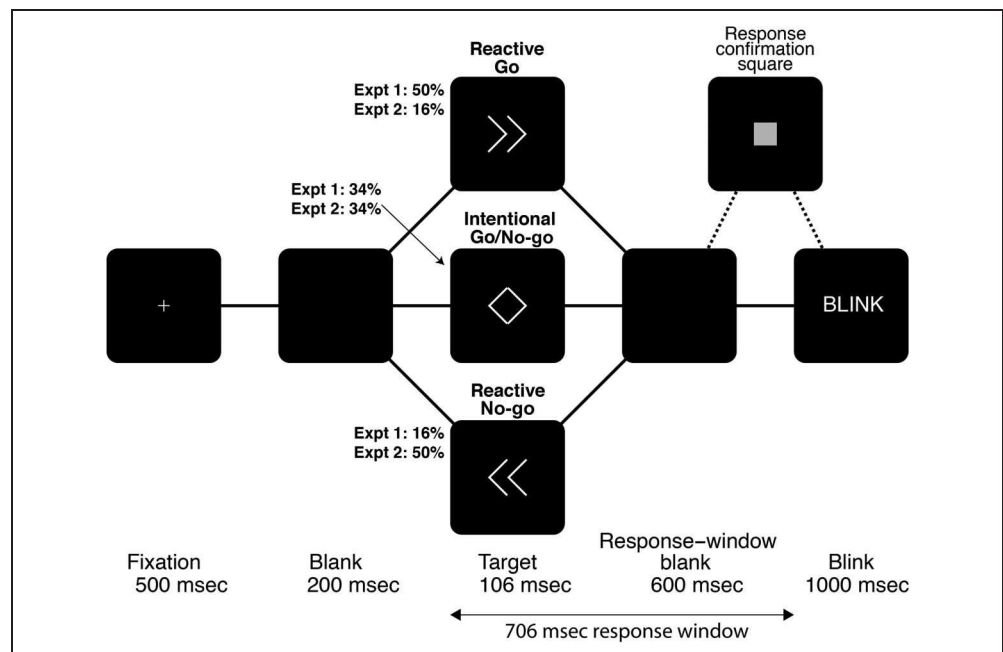 Reactive
Go
Expt 1: 50%
Expt 2: 16%
Response
confirmation
square
Expt 1: 34%
Expt 2: 34%
Intentional
Go/No-go
+
BLINK
Reactive
No-go
Expt 1: 16%
Expt 2: 50%
Fixation
500 msec
Blank
200 msec
Target
106 msec
Response−window
blank
600 msec
Blink
1000 msec
706 msec response window